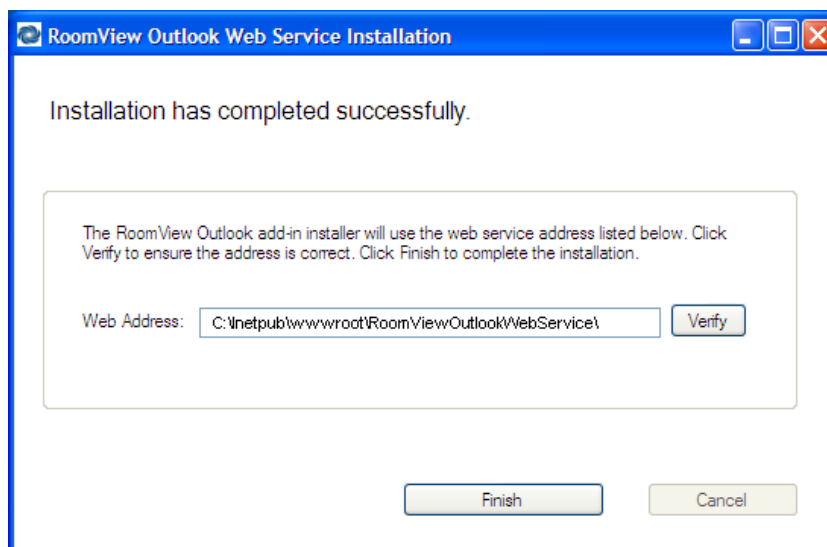 RoomView Outlook Web Service Installation
Installation has completed successfully.
The RoomView Outlook add-in installer will use the web service address listed below. Click
Verify to ensure the address is correct. Click Finish to complete the installation.
Web Address: C:\Inetpub\wwwroot\RoomViewOutlookWebService\ Verify
Finish Cancel